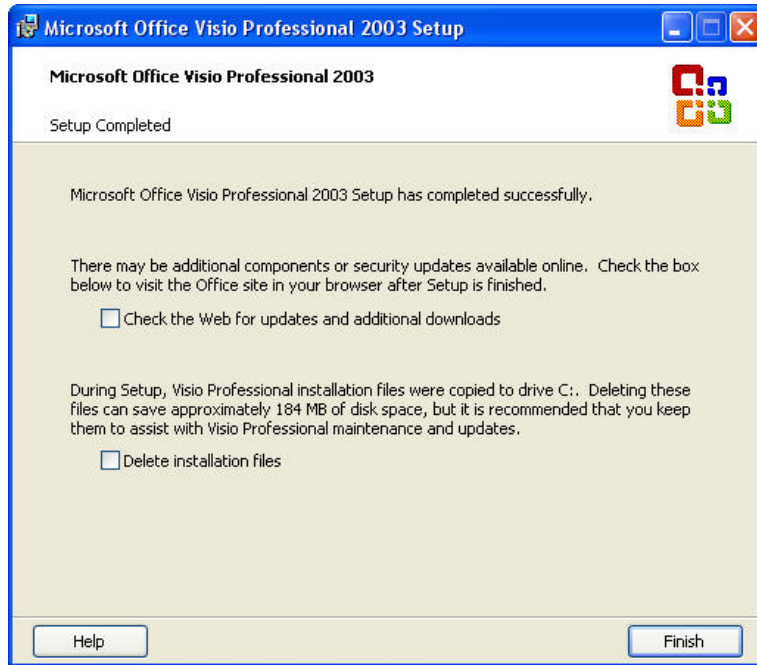 Microsoft Office Visio Professional 2003 Setup
Microsoft Office Visio Professional 2003
Setup Completed
Microsoft Office Visio Professional 2003 Setup has completed successfully.
There may be additional components or security updates available online.  Check the box
below to visit the Office site in your browser after Setup is finished.
Check the Web for updates and additional downloads
During Setup, Visio Professional installation files were copied to drive C:.  Deleting these
files can save approximately 184 MB of disk space, but it is recommended that you keep
them to assist with Visio Professional maintenance and updates.
Delete installation files
Help
Finish